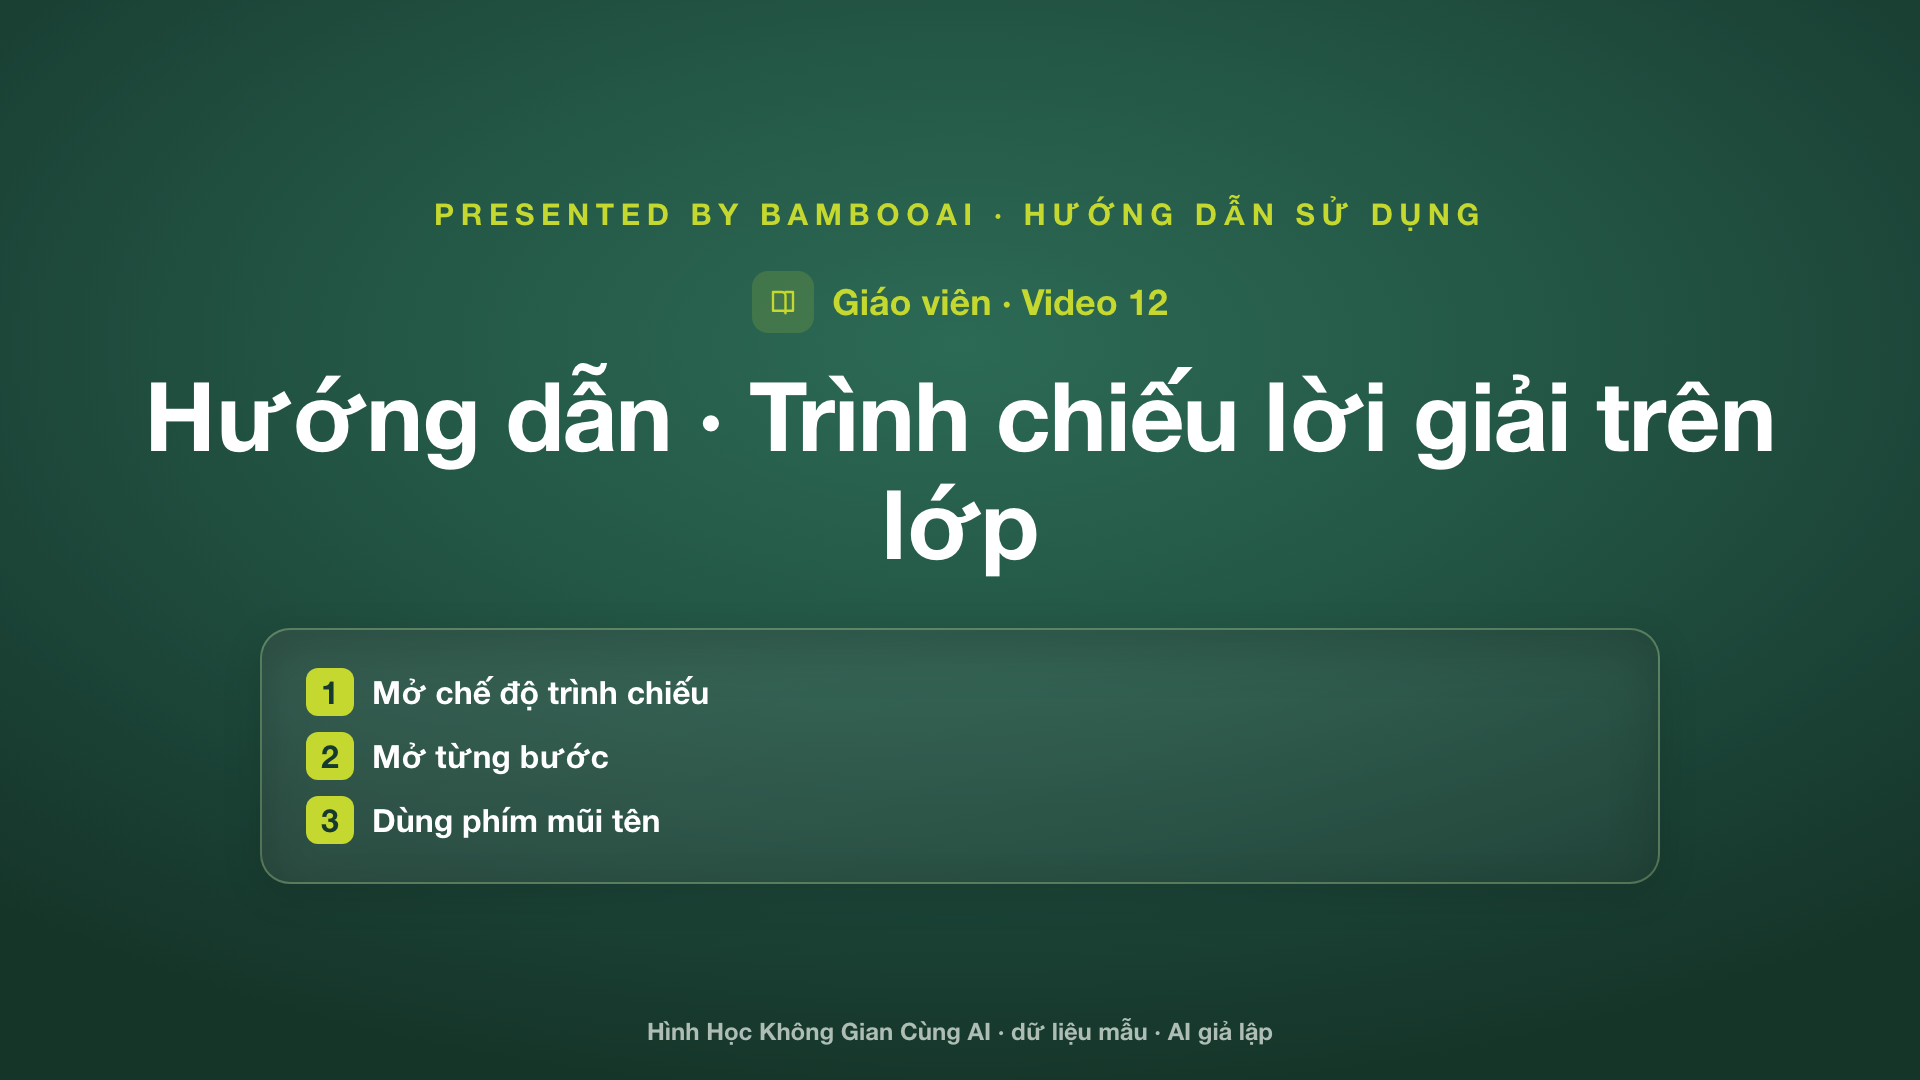 PRESENTED BY BAMBOOAI · HƯỚNG DẪN SỬ DỤNG
Giáo viên · Video 12
Hướng dẫn · Trình chiếu lời giải trên
lớp
1 Mở chế độ trình chiếu
2 Mở từng bước
3 Dùng phím mũi tên
Hình Học Không Gian Cùng AI · dữ liệu mẫu · AI giả lập